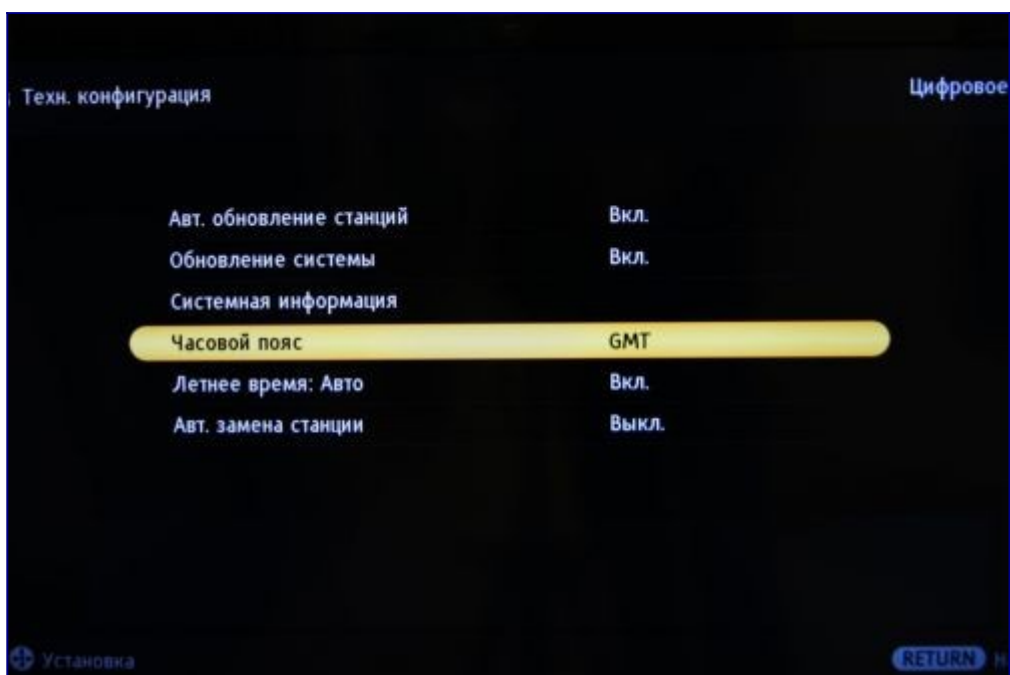 Техн. конфигурация
Цифровое
Авт. обновление станций Вкл.
Обновление системы Вкл.
Системная информация
Часовой пояс GMT
Летнее время: Авто Вкл.
Авт. замена станции Выкл.
Установка
RETURN Н